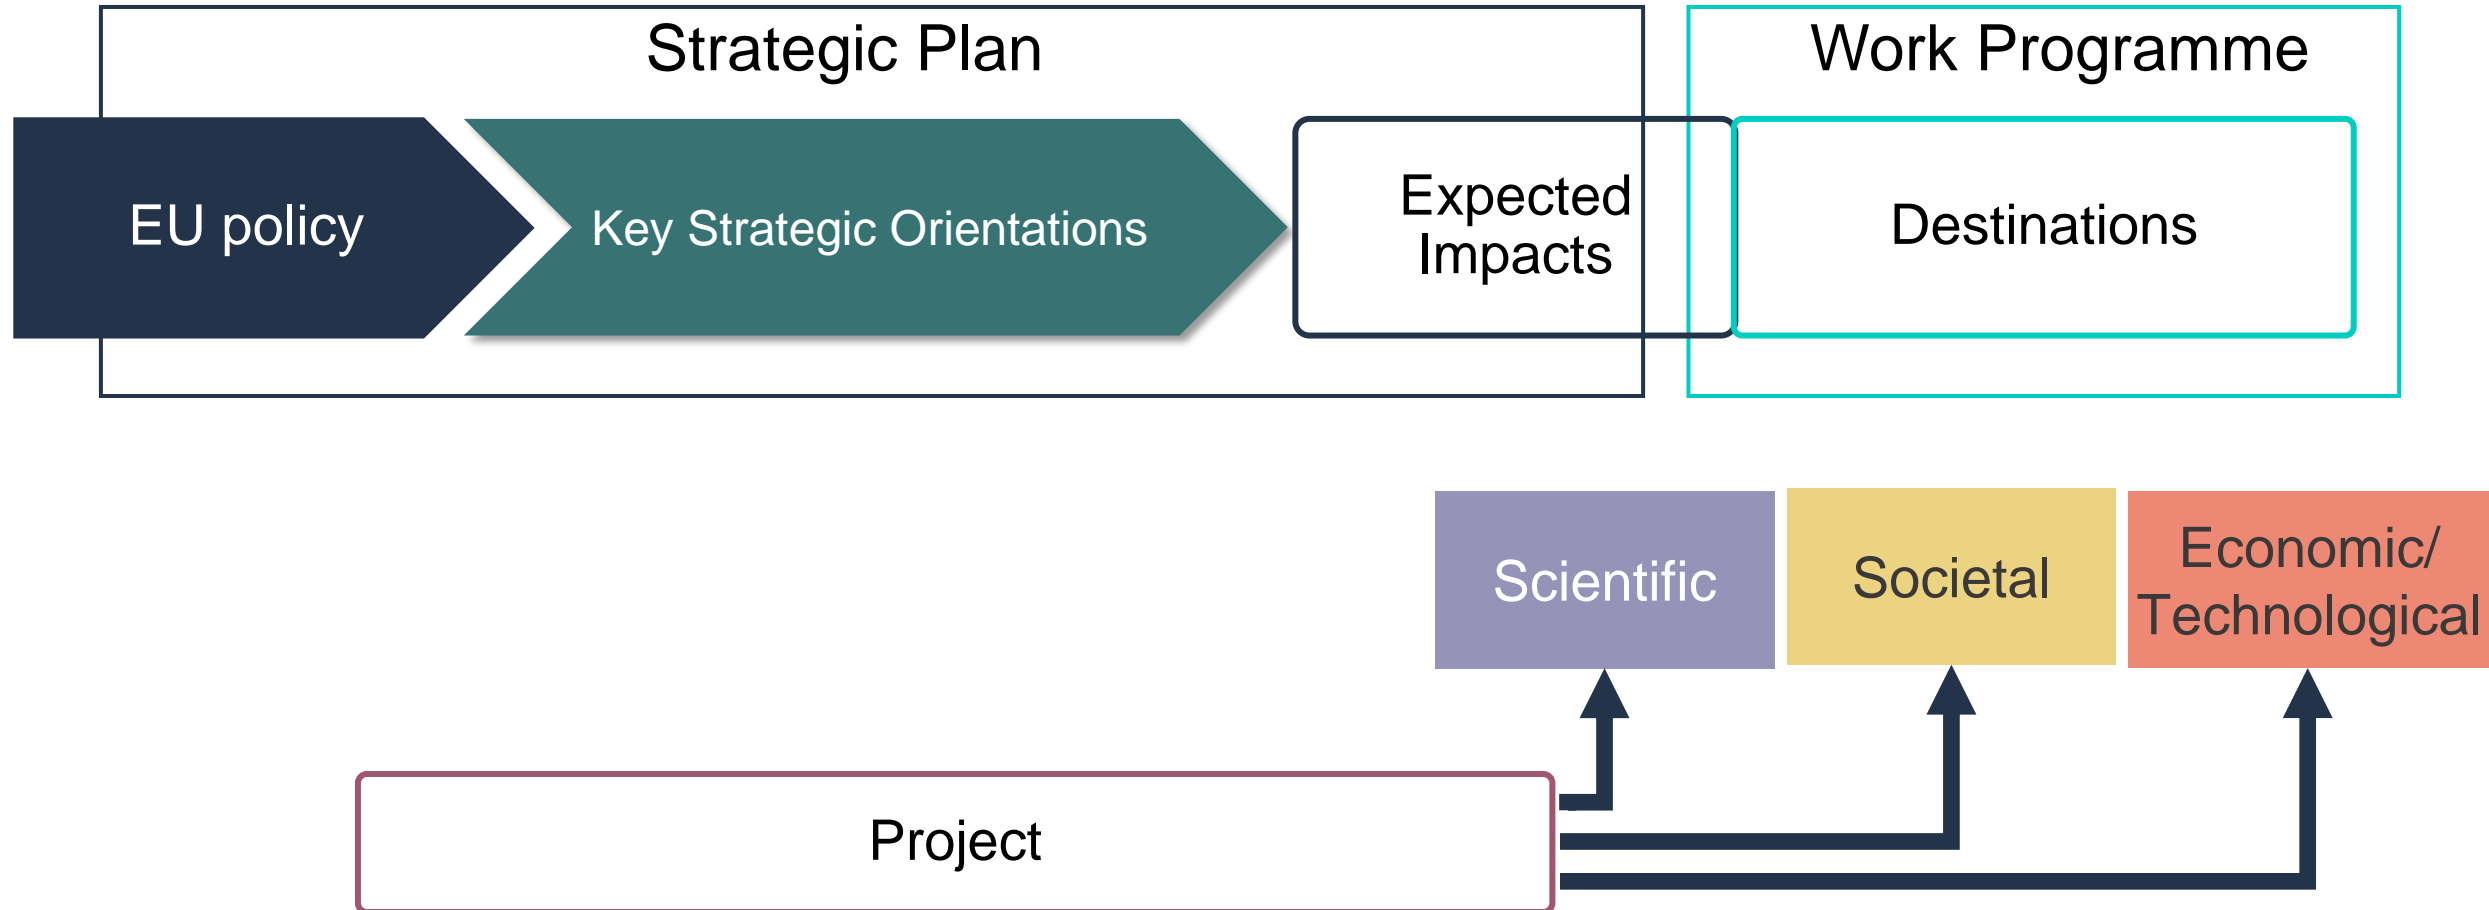 Strategic Plan
Work Programme
EU policy
Key Strategic Orientations
Expected
Impacts
Destinations
Scientific
Societal
Economic/
Technological
Project